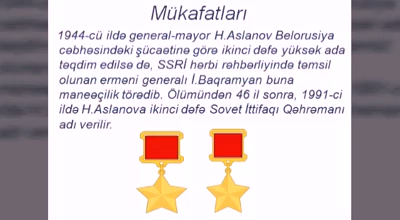 Mükafatları
1944-cü ildə general-mayor H.Aslanov Belorusiya
cəbhəsindəki şücaətinə görə ikinci dəfə yüksək ada
təqdim edilsə də, SSRİ hərbi rəhbərliyində təmsil
olunan erməni generalı İ.Baqramyan buna
maneəçilik törədib. Ölümündən 46 il sonra, 1991-ci
ildə H.Aslanova ikinci dəfə Sovet İttifaqı Qəhrəmanı
adı verilir.